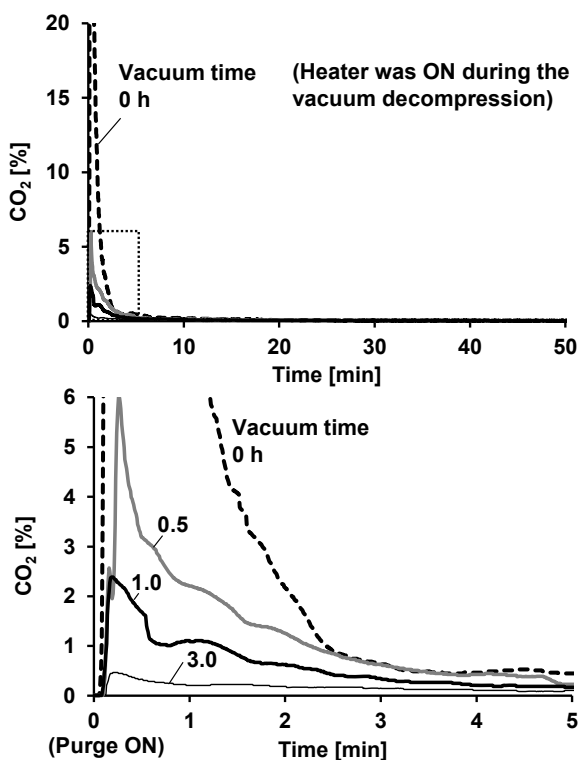 20
15
10
5
0
CO₂ [%]
Vacuum time
0 h
(Heater was ON during the
vacuum decompression)
0 10 20 30 40 50
Time [min]
6
5
4
3
2
1
0
CO₂ [%]
Vacuum time
0 h
0.5
1.0
3.0
0 1 2 3 4 5
(Purge ON)
Time [min]